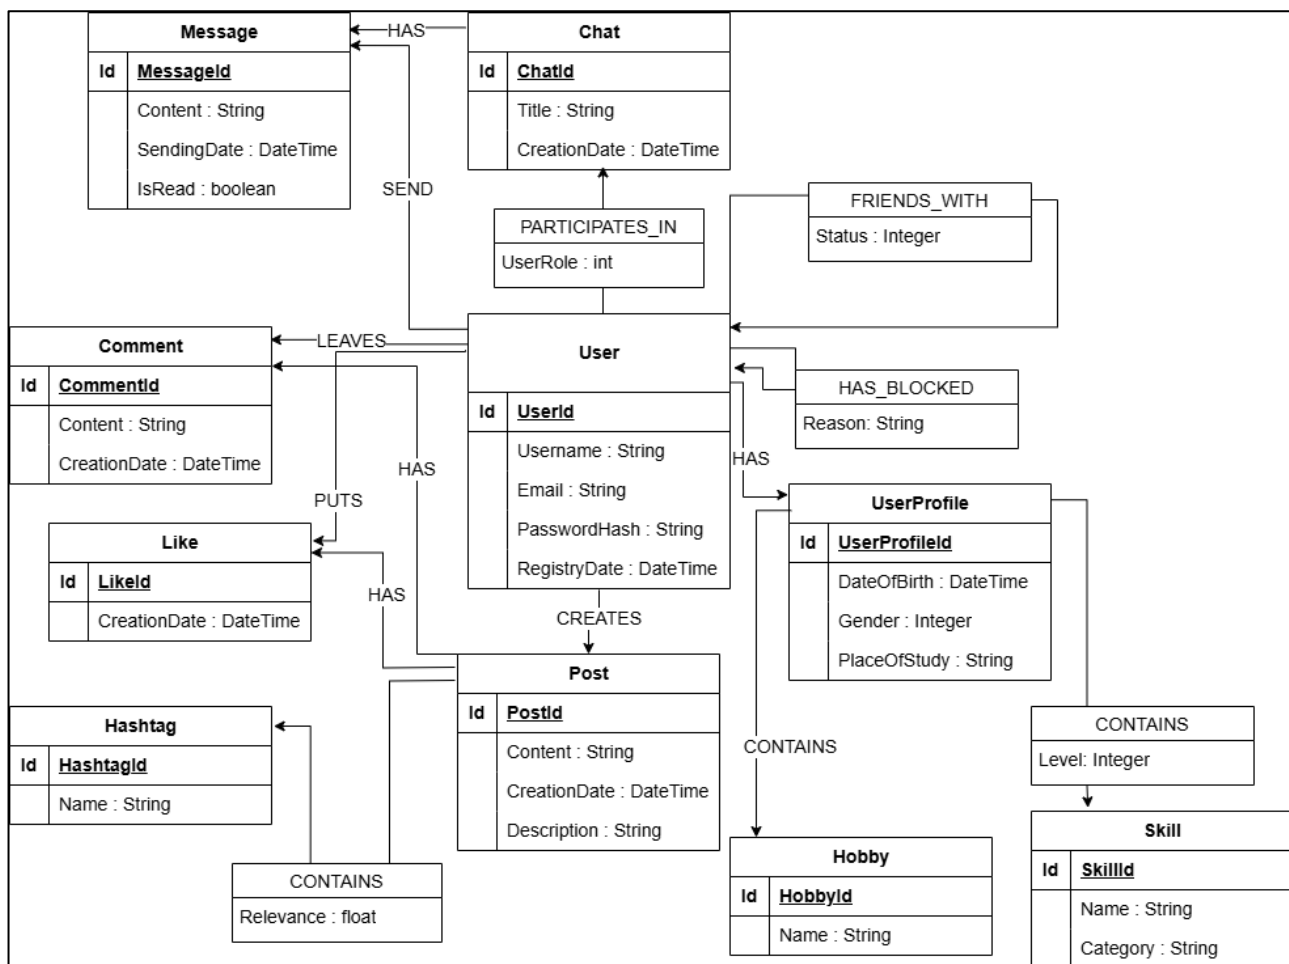 Message
Id MessageId
Content : String
SendingDate : DateTime
IsRead : boolean
HAS
Chat
Id ChatId
Title : String
CreationDate : DateTime
SEND
PARTICIPATES_IN
UserRole : int
FRIENDS_WITH
Status : Integer
LEAVES
Comment
Id CommentId
Content : String
CreationDate : DateTime
User
Id UserId
Username : String
Email : String
PasswordHash : String
RegistryDate : DateTime
HAS_BLOCKED
Reason: String
HAS
HAS
PUTS
UserProfile
Id UserProfileId
DateOfBirth : DateTime
Gender : Integer
PlaceOfStudy : String
Like
Id LikeId
CreationDate : DateTime
HAS
CREATES
Post
Id PostId
Content : String
CreationDate : DateTime
Description : String
Hashtag
Id HashtagId
Name : String
CONTAINS
Relevance : float
CONTAINS
CONTAINS
Level: Integer
Hobby
Id HobbyId
Name : String
Skill
Id SkillId
Name : String
Category : String